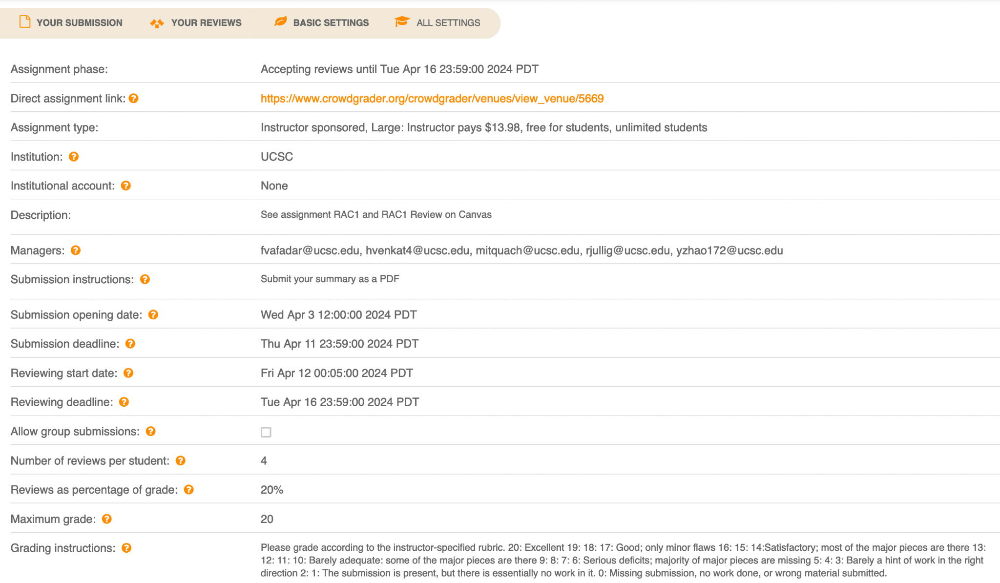 YOUR SUBMISSION YOUR REVIEWS BASIC SETTINGS ALL SETTINGS
Assignment phase: Accepting reviews until Tue Apr 16 23:59:00 2024 PDT
Direct assignment link: https://www.crowdgrader.org/crowdgrader/venues/view_venue/5669
Assignment type: Instructor sponsored, Large: Instructor pays $13.98, free for students, unlimited students
Institution: UCSC
Institutional account: None
Description: See assignment RAC1 and RAC1 Review on Canvas
Managers: fvafadar@ucsc.edu, hvenkat4@ucsc.edu, mitquach@ucsc.edu, rjullig@ucsc.edu, yzhao172@ucsc.edu
Submission instructions: Submit your summary as a PDF
Submission opening date: Wed Apr 3 12:00:00 2024 PDT
Submission deadline: Thu Apr 11 23:59:00 2024 PDT
Reviewing start date: Fri Apr 12 00:05:00 2024 PDT
Reviewing deadline: Tue Apr 16 23:59:00 2024 PDT
Allow group submissions:
Number of reviews per student: 4
Reviews as percentage of grade: 20%
Maximum grade: 20
Grading instructions: Please grade according to the instructor-specified rubric. 20: Excellent 19: 18: 17: Good; only minor flaws 16: 15: 14:Satisfactory; most of the major pieces are there 13:
12: 11: 10: Barely adequate: some of the major pieces are there 9: 8: 7: 6: Serious deficits; majority of major pieces are missing 5: 4: 3: Barely a hint of work in the right
direction 2: 1: The submission is present, but there is essentially no work in it. 0: Missing submission, no work done, or wrong material submitted.